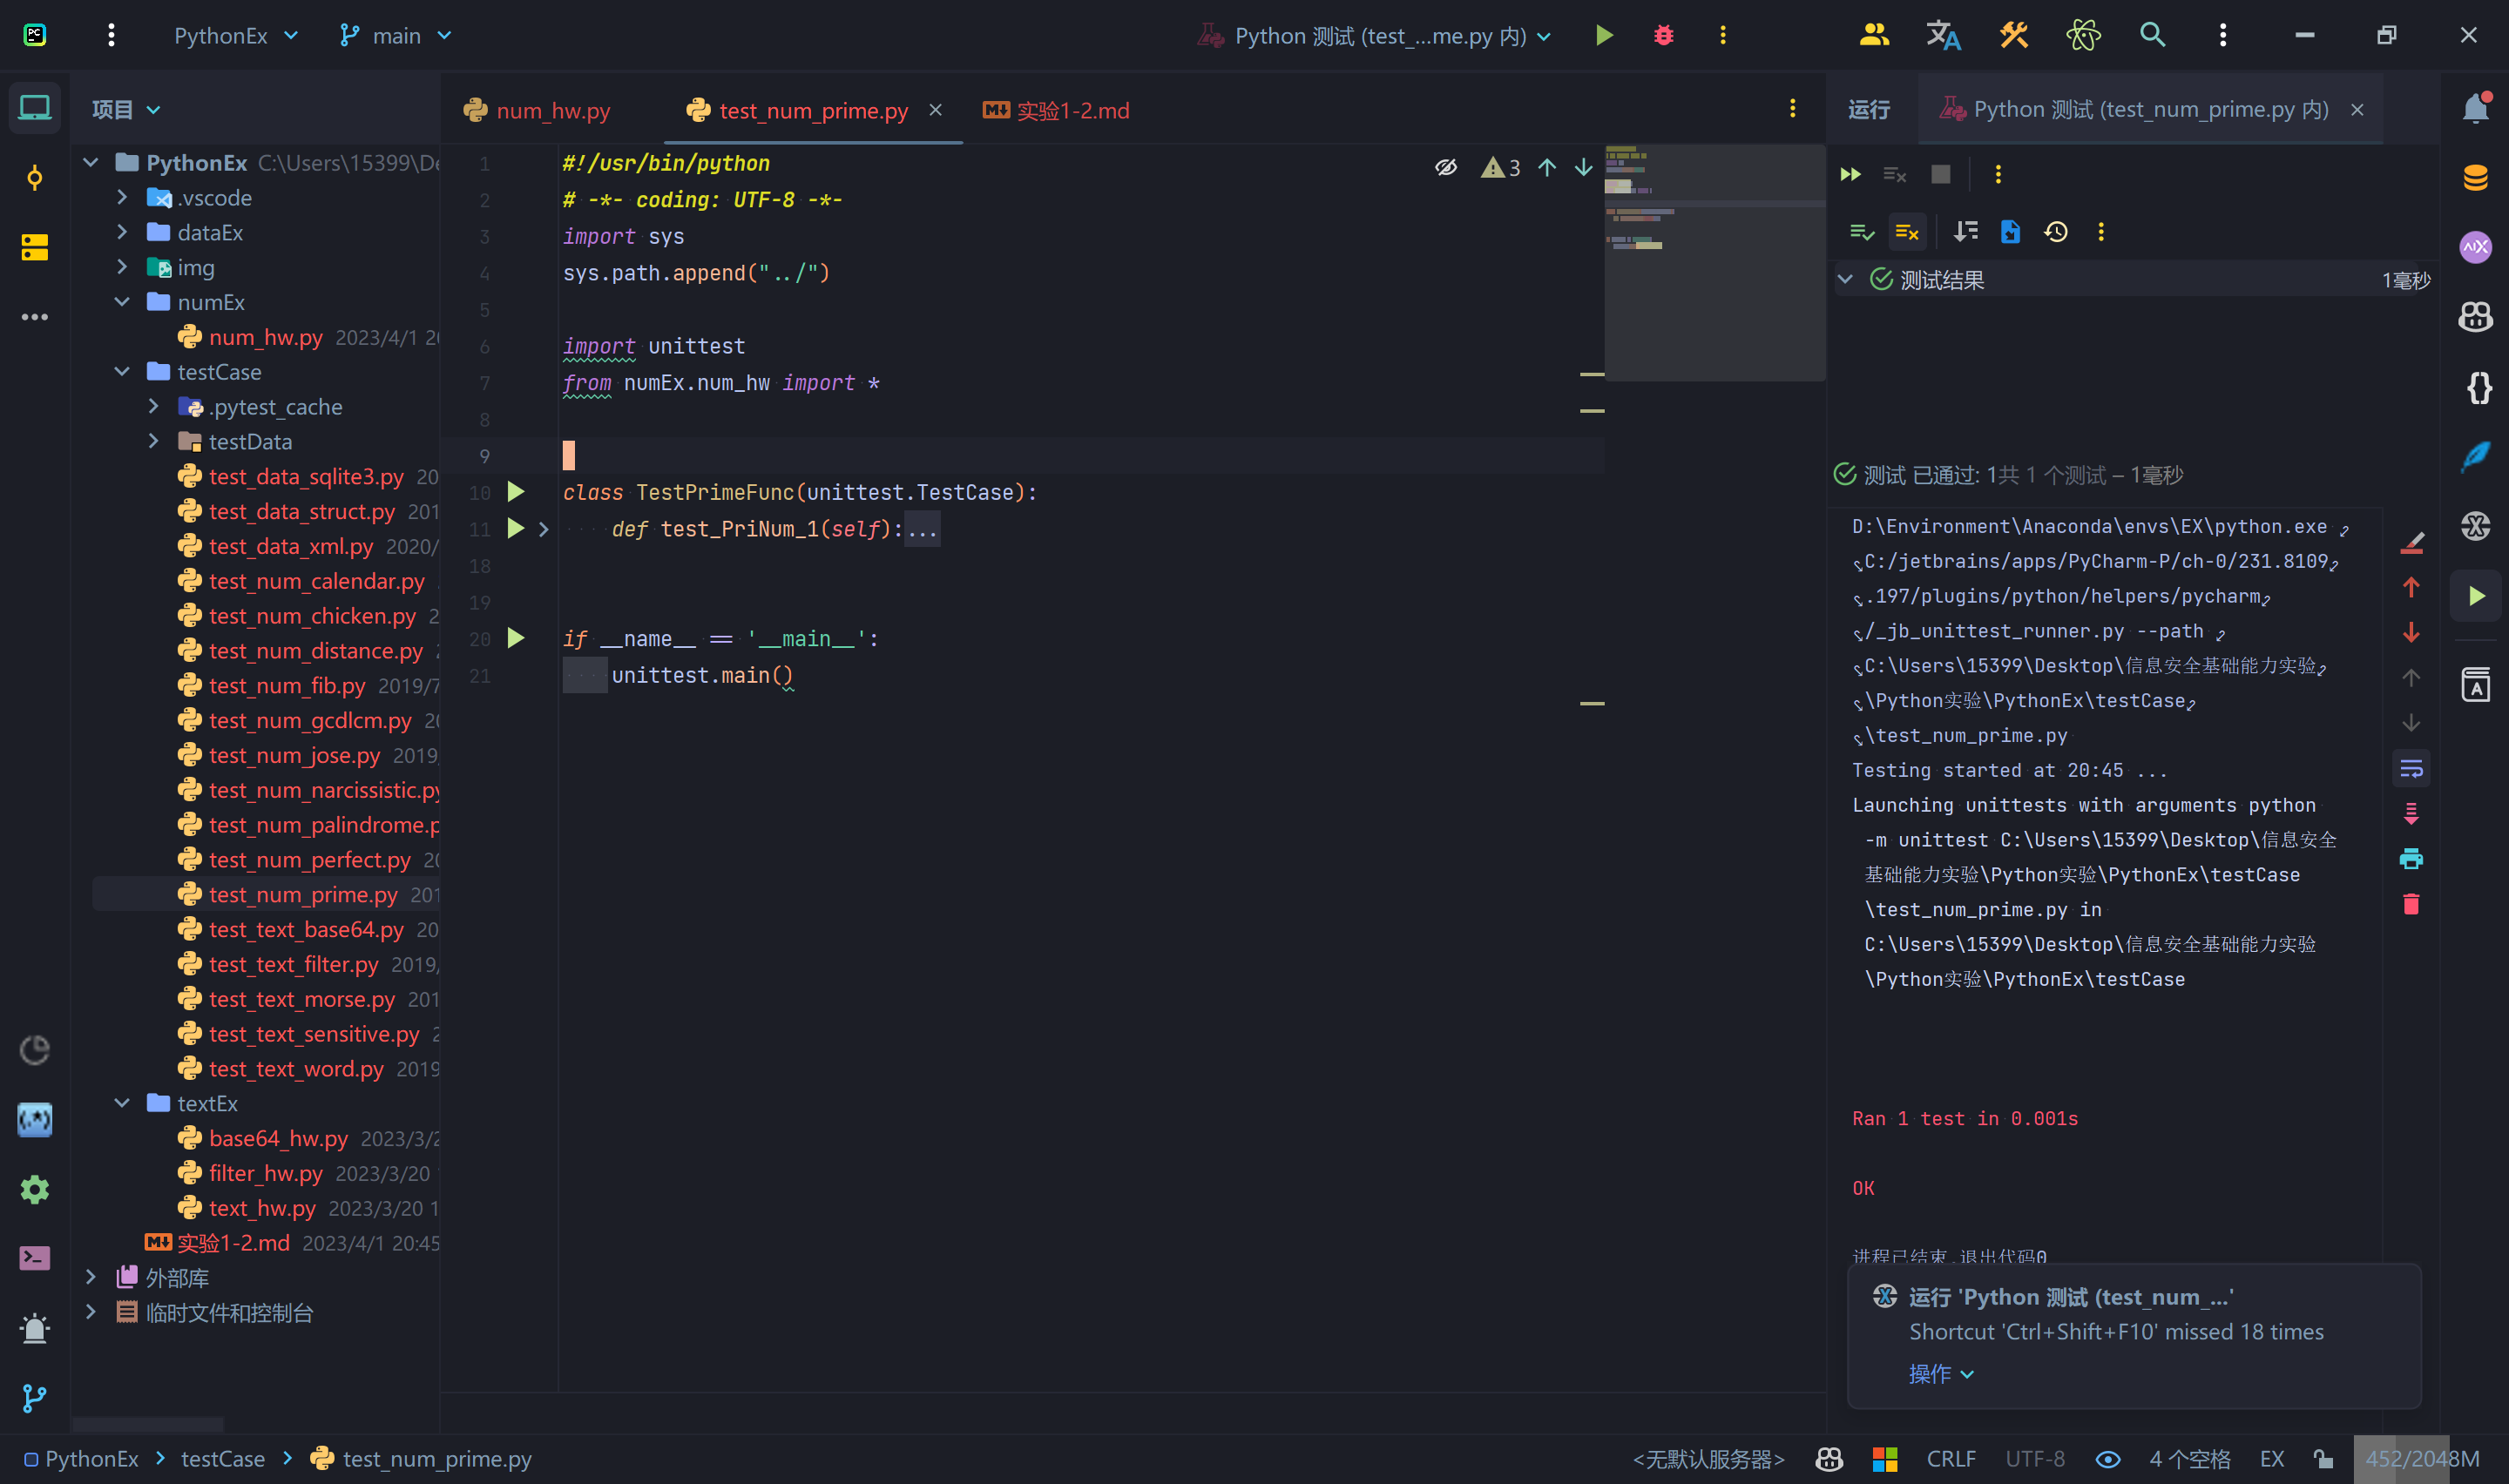 PythonEx
main
Python 测试 (test_...me.py 内)
项目
num_hw.py
test_num_prime.py
实验1-2.md
运行
Python 测试 (test_num_prime.py 内)
PythonEx C:\Users\15399\De
.vscode
dataEx
img
numEx
num_hw.py 2023/4/1 20
testCase
.pytest_cache
testData
test_data_sqlite3.py 20
test_data_struct.py 201
test_data_xml.py 2020/
test_num_calendar.py
test_num_chicken.py 2
test_num_distance.py
test_num_fib.py 2019/7
test_num_gcdlcm.py 20
test_num_jose.py 2019/
test_num_narcissistic.py
test_num_palindrome.p
test_num_perfect.py 20
test_num_prime.py 201
test_text_base64.py 20
test_text_filter.py 2019/
test_text_morse.py 201
test_text_sensitive.py 2
test_text_word.py 2019
textEx
base64_hw.py 2023/3/2
filter_hw.py 2023/3/20
text_hw.py 2023/3/20 1
实验1-2.md 2023/4/1 20:45
外部库
临时文件和控制台
1 #!/usr/bin/python
2 # -*- coding: UTF-8 -*-
3 import sys
4 sys.path.append("../")
5
6 import unittest
7 from numEx.num_hw import *
8
9
10 class TestPrimeFunc(unittest.TestCase):
11 def test_PriNum_1(self):...
18
19
20 if __name__ == '__main__':
21 unittest.main()
3
测试结果 1毫秒
测试 已通过: 1共 1 个测试 – 1毫秒
D:\Environment\Anaconda\envs\EX\python.exe
C:/jetbrains/apps/PyCharm-P/ch-0/231.8109
.197/plugins/python/helpers/pycharm
/_jb_unittest_runner.py --path
C:\Users\15399\Desktop\信息安全基础能力实验
\Python实验\PythonEx\testCase
\test_num_prime.py
Testing started at 20:45 ...
Launching unittests with arguments python
-m unittest C:\Users\15399\Desktop\信息安全
基础能力实验\Python实验\PythonEx\testCase
\test_num_prime.py in
C:\Users\15399\Desktop\信息安全基础能力实验
\Python实验\PythonEx\testCase
Ran 1 test in 0.001s
OK
进程已结束,退出代码0
运行 'Python 测试 (test_num_...'
Shortcut 'Ctrl+Shift+F10' missed 18 times
操作
PythonEx > testCase > test_num_prime.py
<无默认服务器>
CRLF
UTF-8
4 个空格
EX
452/2048M